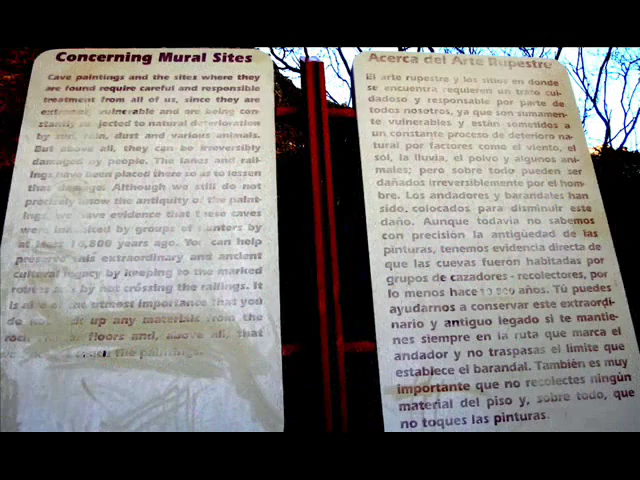 Concerning Mural Sites
Cave paintings and the sites where they
are found require careful and responsible
treatment from all of us, since they are
extremely vulnerable and are being con-
stantly subjected to natural deterioration
by sun, rain, dust and various animals.
But above all, they can be irreversibly
damaged by people. The lanes and rail-
ings have been placed there so as to lessen
that damage. Although we still do not
precisely know the antiquity of the paint-
ings, we have evidence that these caves
were inhabited by groups of hunters by
at least 10,800 years ago. You can help
preserve this extraordinary and ancient
cultural legacy by keeping to the marked
routes and by not crossing the railings. It
is also of the utmost importance that you
do not pick up any materials from the
rock floors and, above all, that
touch the paintings.
Acerca del Arte Rupestre
El arte rupestre y los sitios en donde
se encuentra requieren un trato cui-
dadoso y responsable por parte de
todos nosotros, ya que son sumamen-
te vulnerables y están sometidos a
un constante proceso de deterioro na-
tural por factores como el viento, el
sol, la lluvia, el polvo y algunos ani-
males; pero sobre todo pueden ser
dañados irreversiblemente por el hom-
bre. Los andadores y barandales han
sido colocados para disminuir este
daño. Aunque todavía no sabemos
con precisión la antigüedad de las
pinturas, tenemos evidencia directa de
que las cuevas fueron habitadas por
grupos de cazadores - recolectores, por
lo menos hace años. Tú puedes
ayudarnos a conservar este extraordi-
nario y antiguo legado si te mantie-
nes siempre en la ruta que marca el
andador y no traspasas el límite que
establece el barandal. También es muy
importante que no recolectes ningún
material del piso y, sobre todo, que
no toques las pinturas.